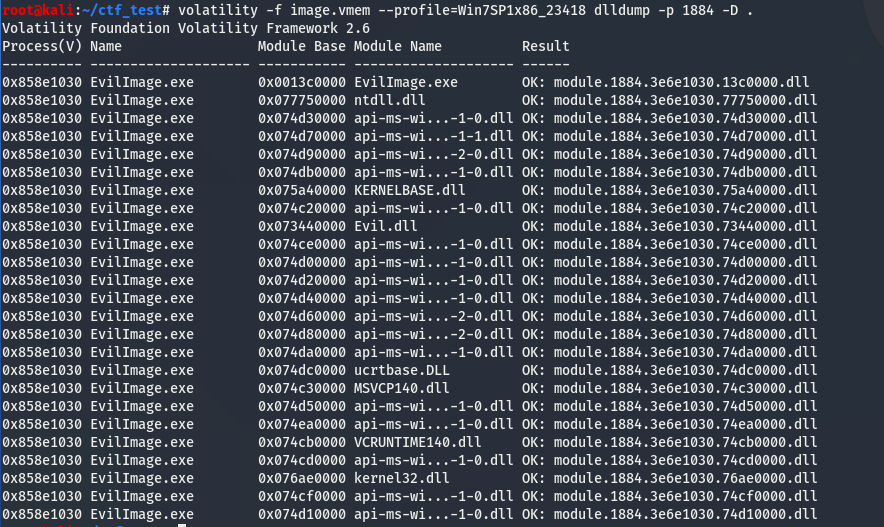 root@kali:~/ctf_test# volatility -f image.vmem --profile=Win7SP1x86_23418 dlldump -p 1884 -D .
Volatility Foundation Volatility Framework 2.6
Process(V) Name                 Module Base Module Name          Result
---------- -------------------- ----------- -------------------- ------
0x858e1030 EvilImage.exe        0x0013c0000 EvilImage.exe        OK: module.1884.3e6e1030.13c0000.dll
0x858e1030 EvilImage.exe        0x077750000 ntdll.dll            OK: module.1884.3e6e1030.77750000.dll
0x858e1030 EvilImage.exe        0x074d30000 api-ms-wi...-1-0.dll OK: module.1884.3e6e1030.74d30000.dll
0x858e1030 EvilImage.exe        0x074d70000 api-ms-wi...-1-1.dll OK: module.1884.3e6e1030.74d70000.dll
0x858e1030 EvilImage.exe        0x074d90000 api-ms-wi...-2-0.dll OK: module.1884.3e6e1030.74d90000.dll
0x858e1030 EvilImage.exe        0x074db0000 api-ms-wi...-1-0.dll OK: module.1884.3e6e1030.74db0000.dll
0x858e1030 EvilImage.exe        0x075a40000 KERNELBASE.dll       OK: module.1884.3e6e1030.75a40000.dll
0x858e1030 EvilImage.exe        0x074c20000 api-ms-wi...-1-0.dll OK: module.1884.3e6e1030.74c20000.dll
0x858e1030 EvilImage.exe        0x073440000 Evil.dll             OK: module.1884.3e6e1030.73440000.dll
0x858e1030 EvilImage.exe        0x074ce0000 api-ms-wi...-1-0.dll OK: module.1884.3e6e1030.74ce0000.dll
0x858e1030 EvilImage.exe        0x074d00000 api-ms-wi...-1-0.dll OK: module.1884.3e6e1030.74d00000.dll
0x858e1030 EvilImage.exe        0x074d20000 api-ms-wi...-1-0.dll OK: module.1884.3e6e1030.74d20000.dll
0x858e1030 EvilImage.exe        0x074d40000 api-ms-wi...-1-0.dll OK: module.1884.3e6e1030.74d40000.dll
0x858e1030 EvilImage.exe        0x074d60000 api-ms-wi...-2-0.dll OK: module.1884.3e6e1030.74d60000.dll
0x858e1030 EvilImage.exe        0x074d80000 api-ms-wi...-2-0.dll OK: module.1884.3e6e1030.74d80000.dll
0x858e1030 EvilImage.exe        0x074da0000 api-ms-wi...-1-0.dll OK: module.1884.3e6e1030.74da0000.dll
0x858e1030 EvilImage.exe        0x074dc0000 ucrtbase.DLL         OK: module.1884.3e6e1030.74dc0000.dll
0x858e1030 EvilImage.exe        0x074c30000 MSVCP140.dll         OK: module.1884.3e6e1030.74c30000.dll
0x858e1030 EvilImage.exe        0x074d50000 api-ms-wi...-1-0.dll OK: module.1884.3e6e1030.74d50000.dll
0x858e1030 EvilImage.exe        0x074ea0000 api-ms-wi...-1-0.dll OK: module.1884.3e6e1030.74ea0000.dll
0x858e1030 EvilImage.exe        0x074cb0000 VCRUNTIME140.dll     OK: module.1884.3e6e1030.74cb0000.dll
0x858e1030 EvilImage.exe        0x074cd0000 api-ms-wi...-1-0.dll OK: module.1884.3e6e1030.74cd0000.dll
0x858e1030 EvilImage.exe        0x076ae0000 kernel32.dll         OK: module.1884.3e6e1030.76ae0000.dll
0x858e1030 EvilImage.exe        0x074cf0000 api-ms-wi...-1-0.dll OK: module.1884.3e6e1030.74cf0000.dll
0x858e1030 EvilImage.exe        0x074d10000 api-ms-wi...-1-0.dll OK: module.1884.3e6e1030.74d10000.dll